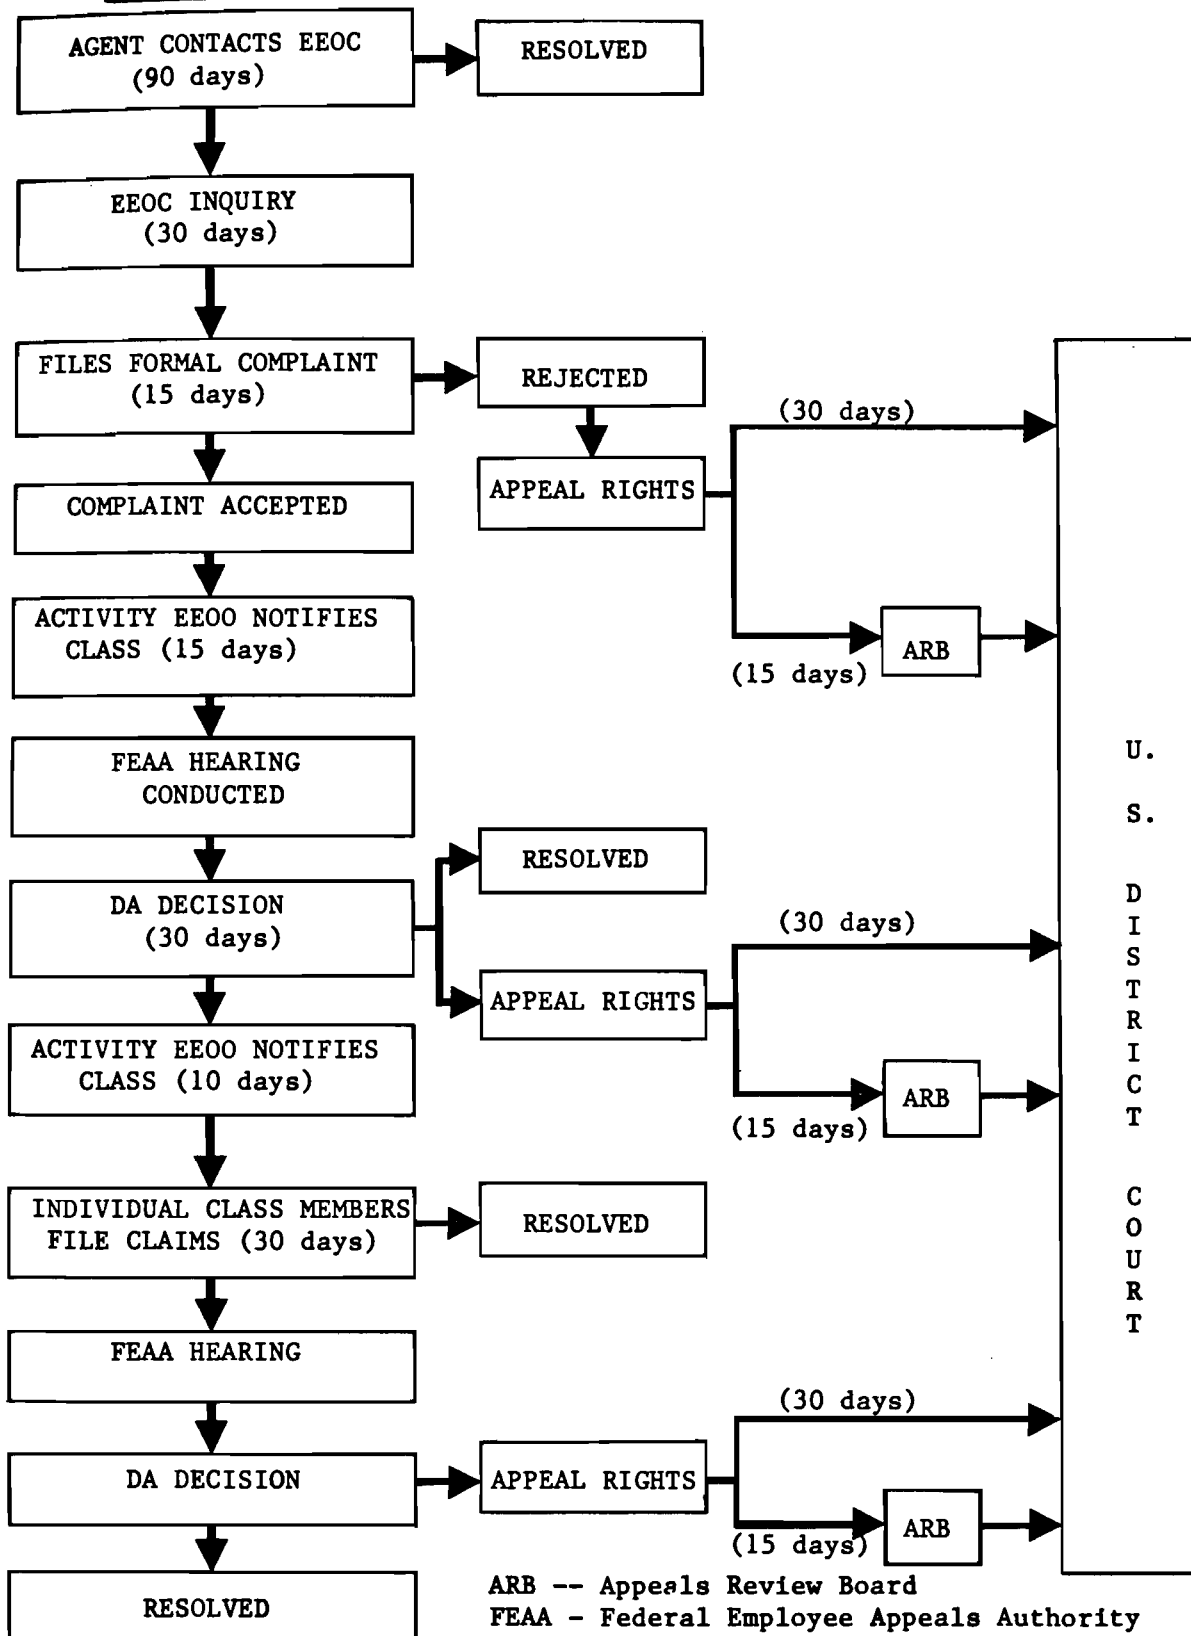 AGENT CONTACTS EEOC
(90 days)
RESOLVED
EEOC INQUIRY
(30 days)
FILES FORMAL COMPLAINT
(15 days)
REJECTED
(30 days)
APPEAL RIGHTS
COMPLAINT ACCEPTED
ACTIVITY EEOO NOTIFIES
CLASS (15 days)
ARB
(15 days)
FEAA HEARING
CONDUCTED
RESOLVED
DA DECISION
(30 days)
(30 days)
APPEAL RIGHTS
ACTIVITY EEOO NOTIFIES
CLASS (10 days)
ARB
(15 days)
INDIVIDUAL CLASS MEMBERS
FILE CLAIMS (30 days)
RESOLVED
FEAA HEARING
(30 days)
DA DECISION
APPEAL RIGHTS
ARB
(15 days)
RESOLVED
U. S. DISTRICT COURT
ARB -- Appeals Review Board
FEAA - Federal Employee Appeals Authority